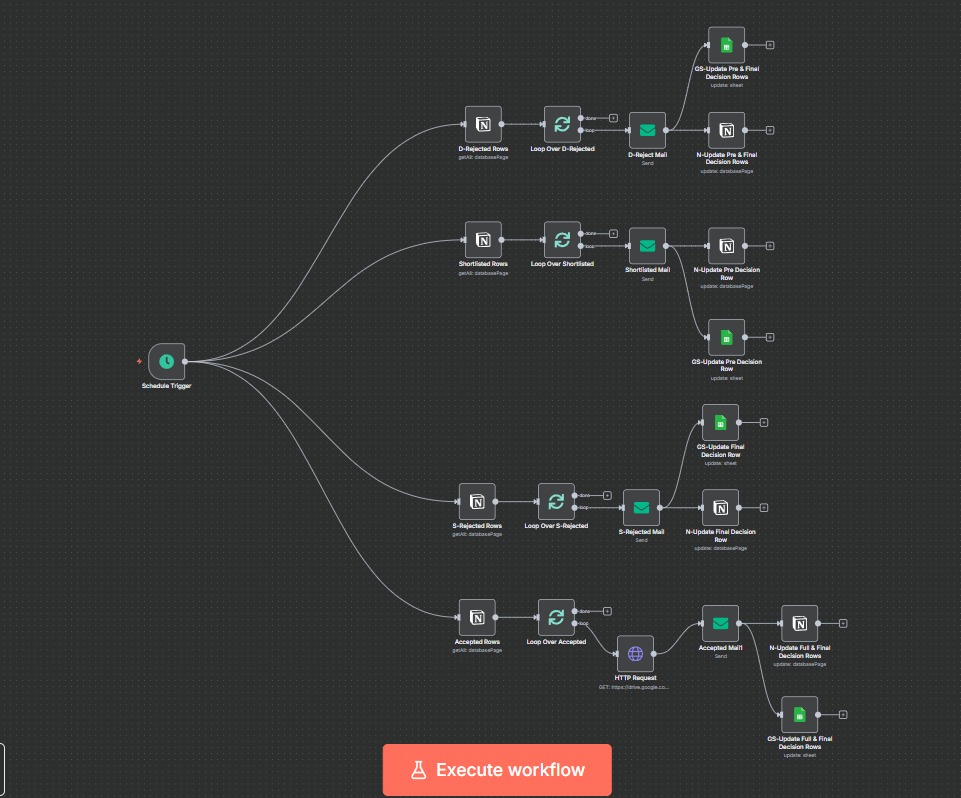 GS-Update Pre & Final
Decision Rows
update: sheet
D-Rejected Rows
getAll: databasePage
Loop Over D-Rejected
done
loop
D-Reject Mail
Send
N-Update Pre & Final
Decision Rows
update: databasePage
Shortlisted Rows
getAll: databasePage
Loop Over Shortlisted
done
loop
Shortlisted Mail
Send
N-Update Pre Decision
Row
update: databasePage
GS-Update Pre Decision
Row
update: sheet
Schedule Trigger
GS-Update Final
Decision Row
update: sheet
S-Rejected Rows
getAll: databasePage
Loop Over S-Rejected
done
loop
S-Rejected Mail
Send
N-Update Final Decision
Row
update: databasePage
Accepted Rows
getAll: databasePage
Loop Over Accepted
done
loop
HTTP Request
GET: https://drive.google.co...
Accepted Mail1
Send
N-Update Full & Final
Decision Rows
update: databasePage
GS-Update Full & Final
Decision Rows
update: sheet
Execute workflow